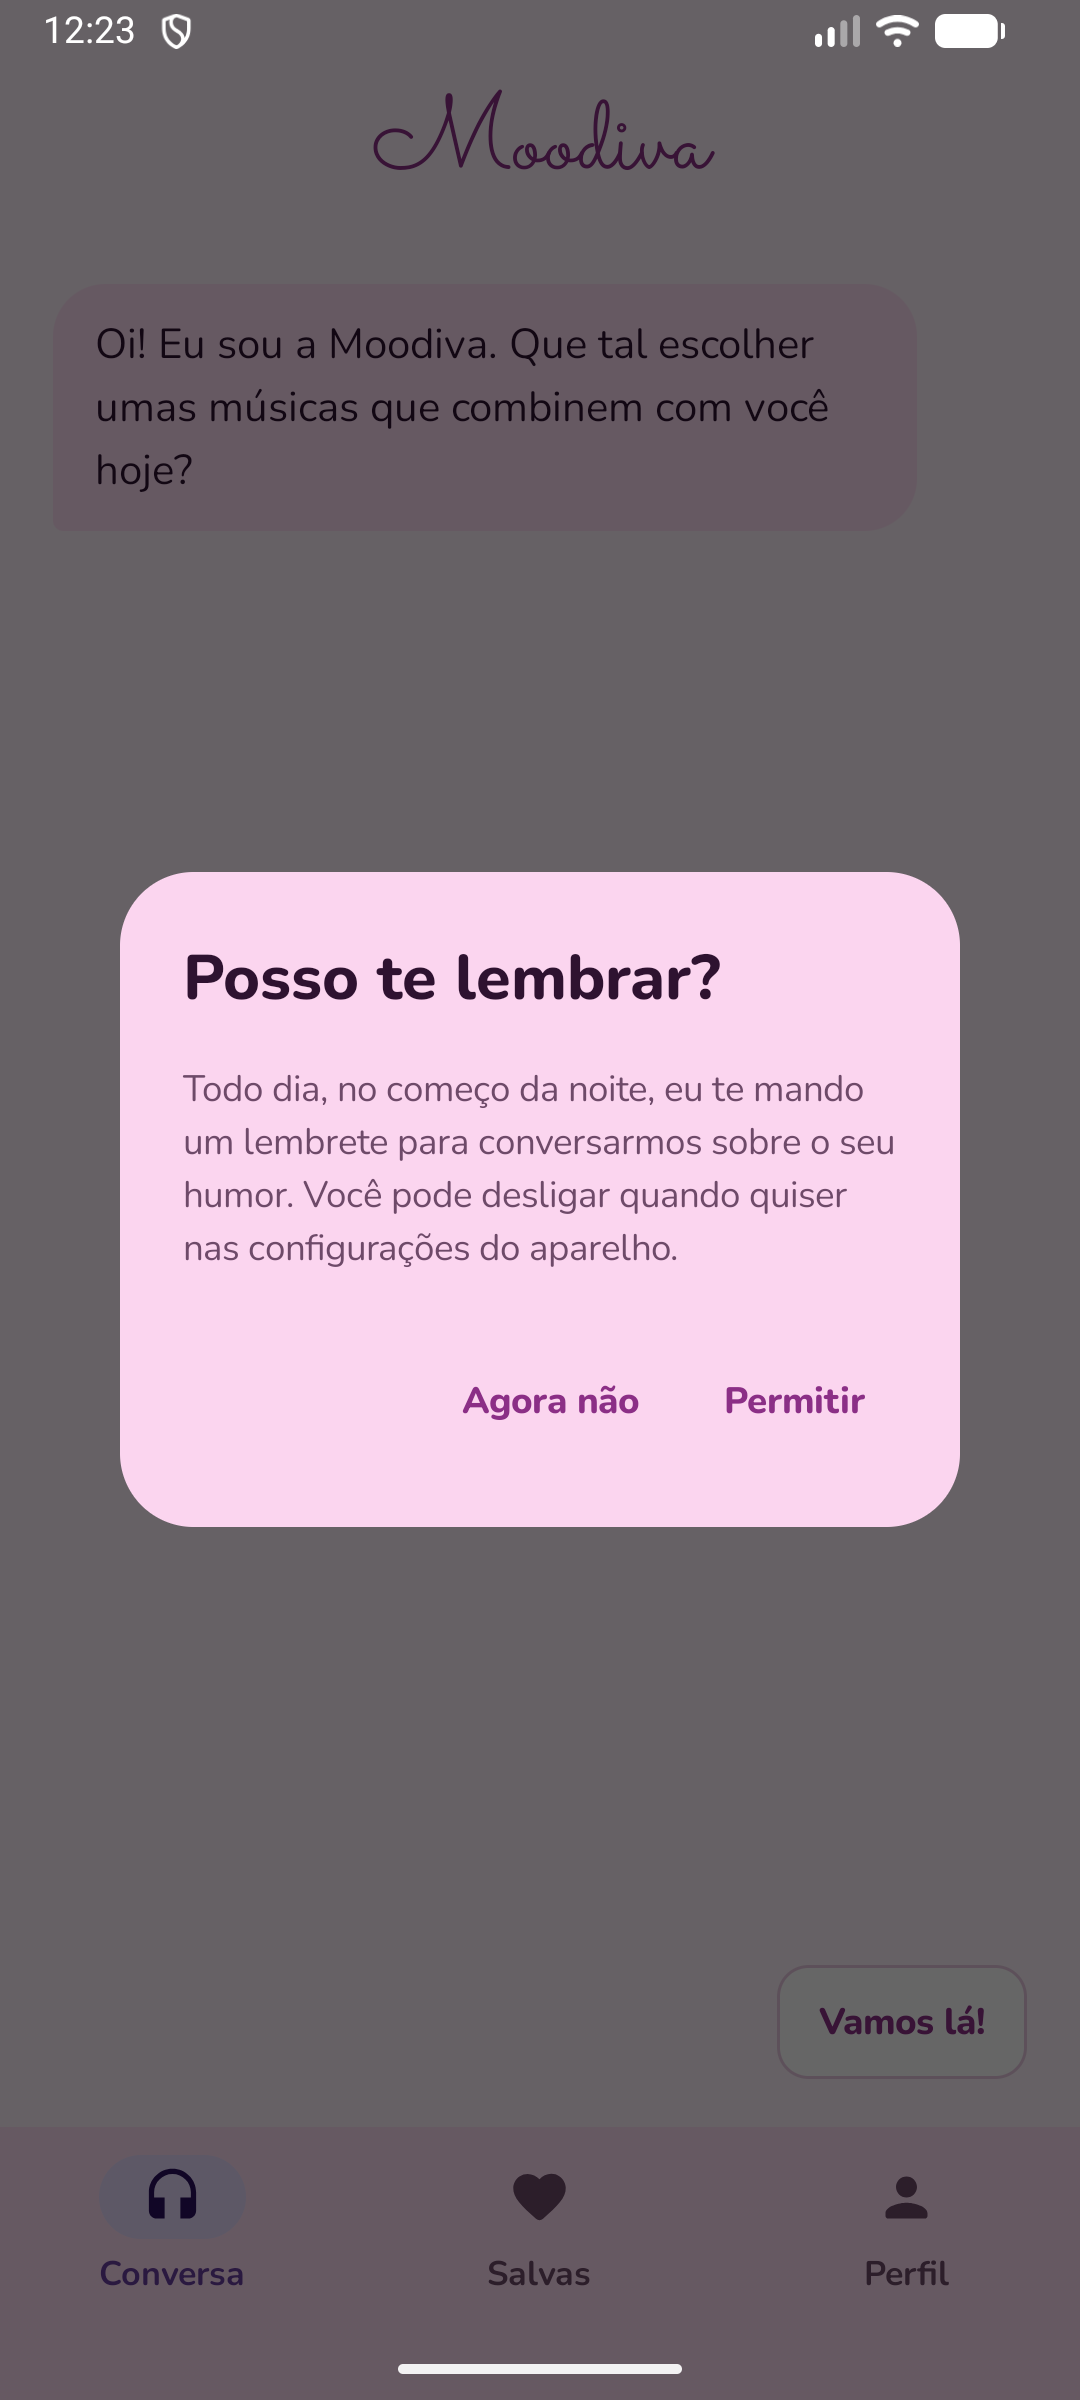 12:23
Moodiva
Oi! Eu sou a Moodiva. Que tal escolher
umas músicas que combinem com você
hoje?
Posso te lembrar?
Todo dia, no começo da noite, eu te mando
um lembrete para conversarmos sobre o seu
humor. Você pode desligar quando quiser
nas configurações do aparelho.
Agora não Permitir
Vamos lá!
Conversa Salvas Perfil